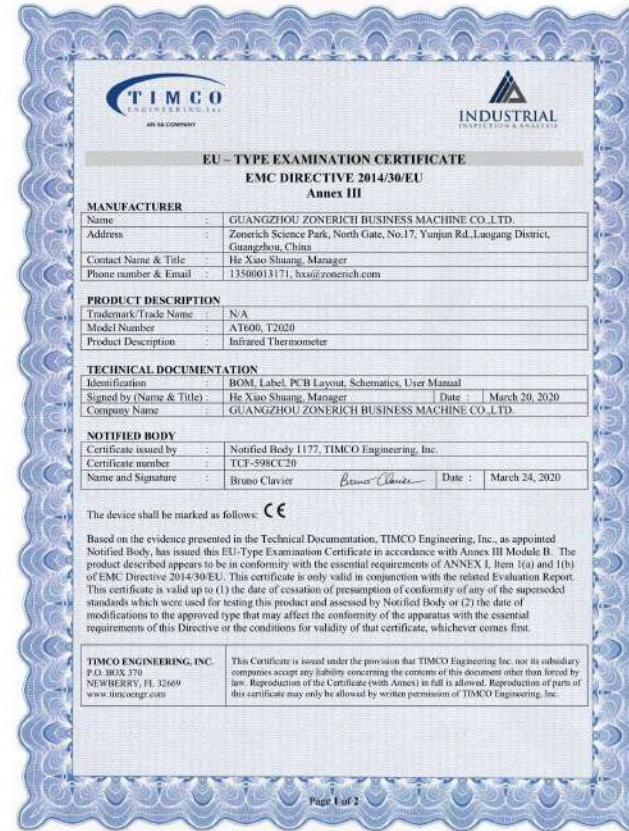 TIMCO
ENGINEERING, Inc.
AN IIA COMPANY
INDUSTRIAL
INSPECTION & ANALYSIS
EU – TYPE EXAMINATION CERTIFICATE
EMC DIRECTIVE 2014/30/EU
Annex III
MANUFACTURER
Name : GUANGZHOU ZONERICH BUSINESS MACHINE CO.,LTD.
Address : Zonerich Science Park, North Gate, No.17, Yunjun Rd.,Luogang District,
Guangzhou, China
Contact Name & Title : He Xiao Shuang, Manager
Phone number & Email : 13500013171, hxs@zonerich.com
PRODUCT DESCRIPTION
Trademark/Trade Name : N/A
Model Number : AT600, T2020
Product Description : Infrared Thermometer
TECHNICAL DOCUMENTATION
Identification : BOM, Label, PCB Layout, Schematics, User Manual
Signed by (Name & Title) : He Xiao Shuang, Manager Date : March 20, 2020
Company Name : GUANGZHOU ZONERICH BUSINESS MACHINE CO.,LTD.
NOTIFIED BODY
Certificate issued by : Notified Body 1177, TIMCO Engineering, Inc.
Certificate number : TCF-598CC20
Name and Signature : Bruno Clavier Bruno Clavier Date : March 24, 2020
The device shall be marked as follows: CE
Based on the evidence presented in the Technical Documentation, TIMCO Engineering, Inc., as appointed
Notified Body, has issued this EU-Type Examination Certificate in accordance with Annex III Module B. The
product described appears to be in conformity with the essential requirements of ANNEX I, Item 1(a) and 1(b)
of EMC Directive 2014/30/EU. This certificate is only valid in conjunction with the related Evaluation Report.
This certificate is valid up to (1) the date of cessation of presumption of conformity of any of the superseded
standards which were used for testing this product and assessed by Notified Body or (2) the date of
modifications to the approved type that may affect the conformity of the apparatus with the essential
requirements of this Directive or the conditions for validity of that certificate, whichever comes first.
TIMCO ENGINEERING, INC.
P.O. BOX 370
NEWBERRY, FL 32669
www.timcoengr.com
This Certificate is issued under the provision that TIMCO Engineering Inc. nor its subsidiary
companies accept any liability concerning the contents of this document other than forced by
law. Reproduction of the Certificate (with Annex) in full is allowed. Reproduction of parts of
this certificate may only be allowed by written permission of TIMCO Engineering, Inc.
Page 1 of 2